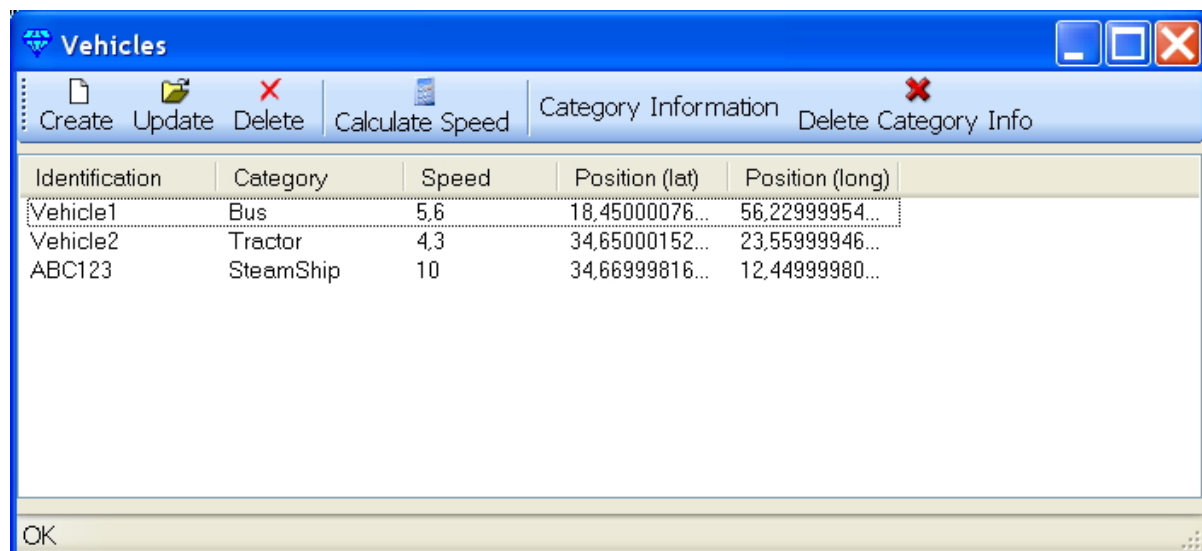 Vehicles
Create Update Delete Calculate Speed Category Information Delete Category Info
Identification Category Speed Position (lat) Position (long)
Vehicle1 Bus 5,6 18,45000076... 56,22999954...
Vehicle2 Tractor 4,3 34,65000152... 23,55999946...
ABC123 SteamShip 10 34,66999816... 12,44999980...
OK